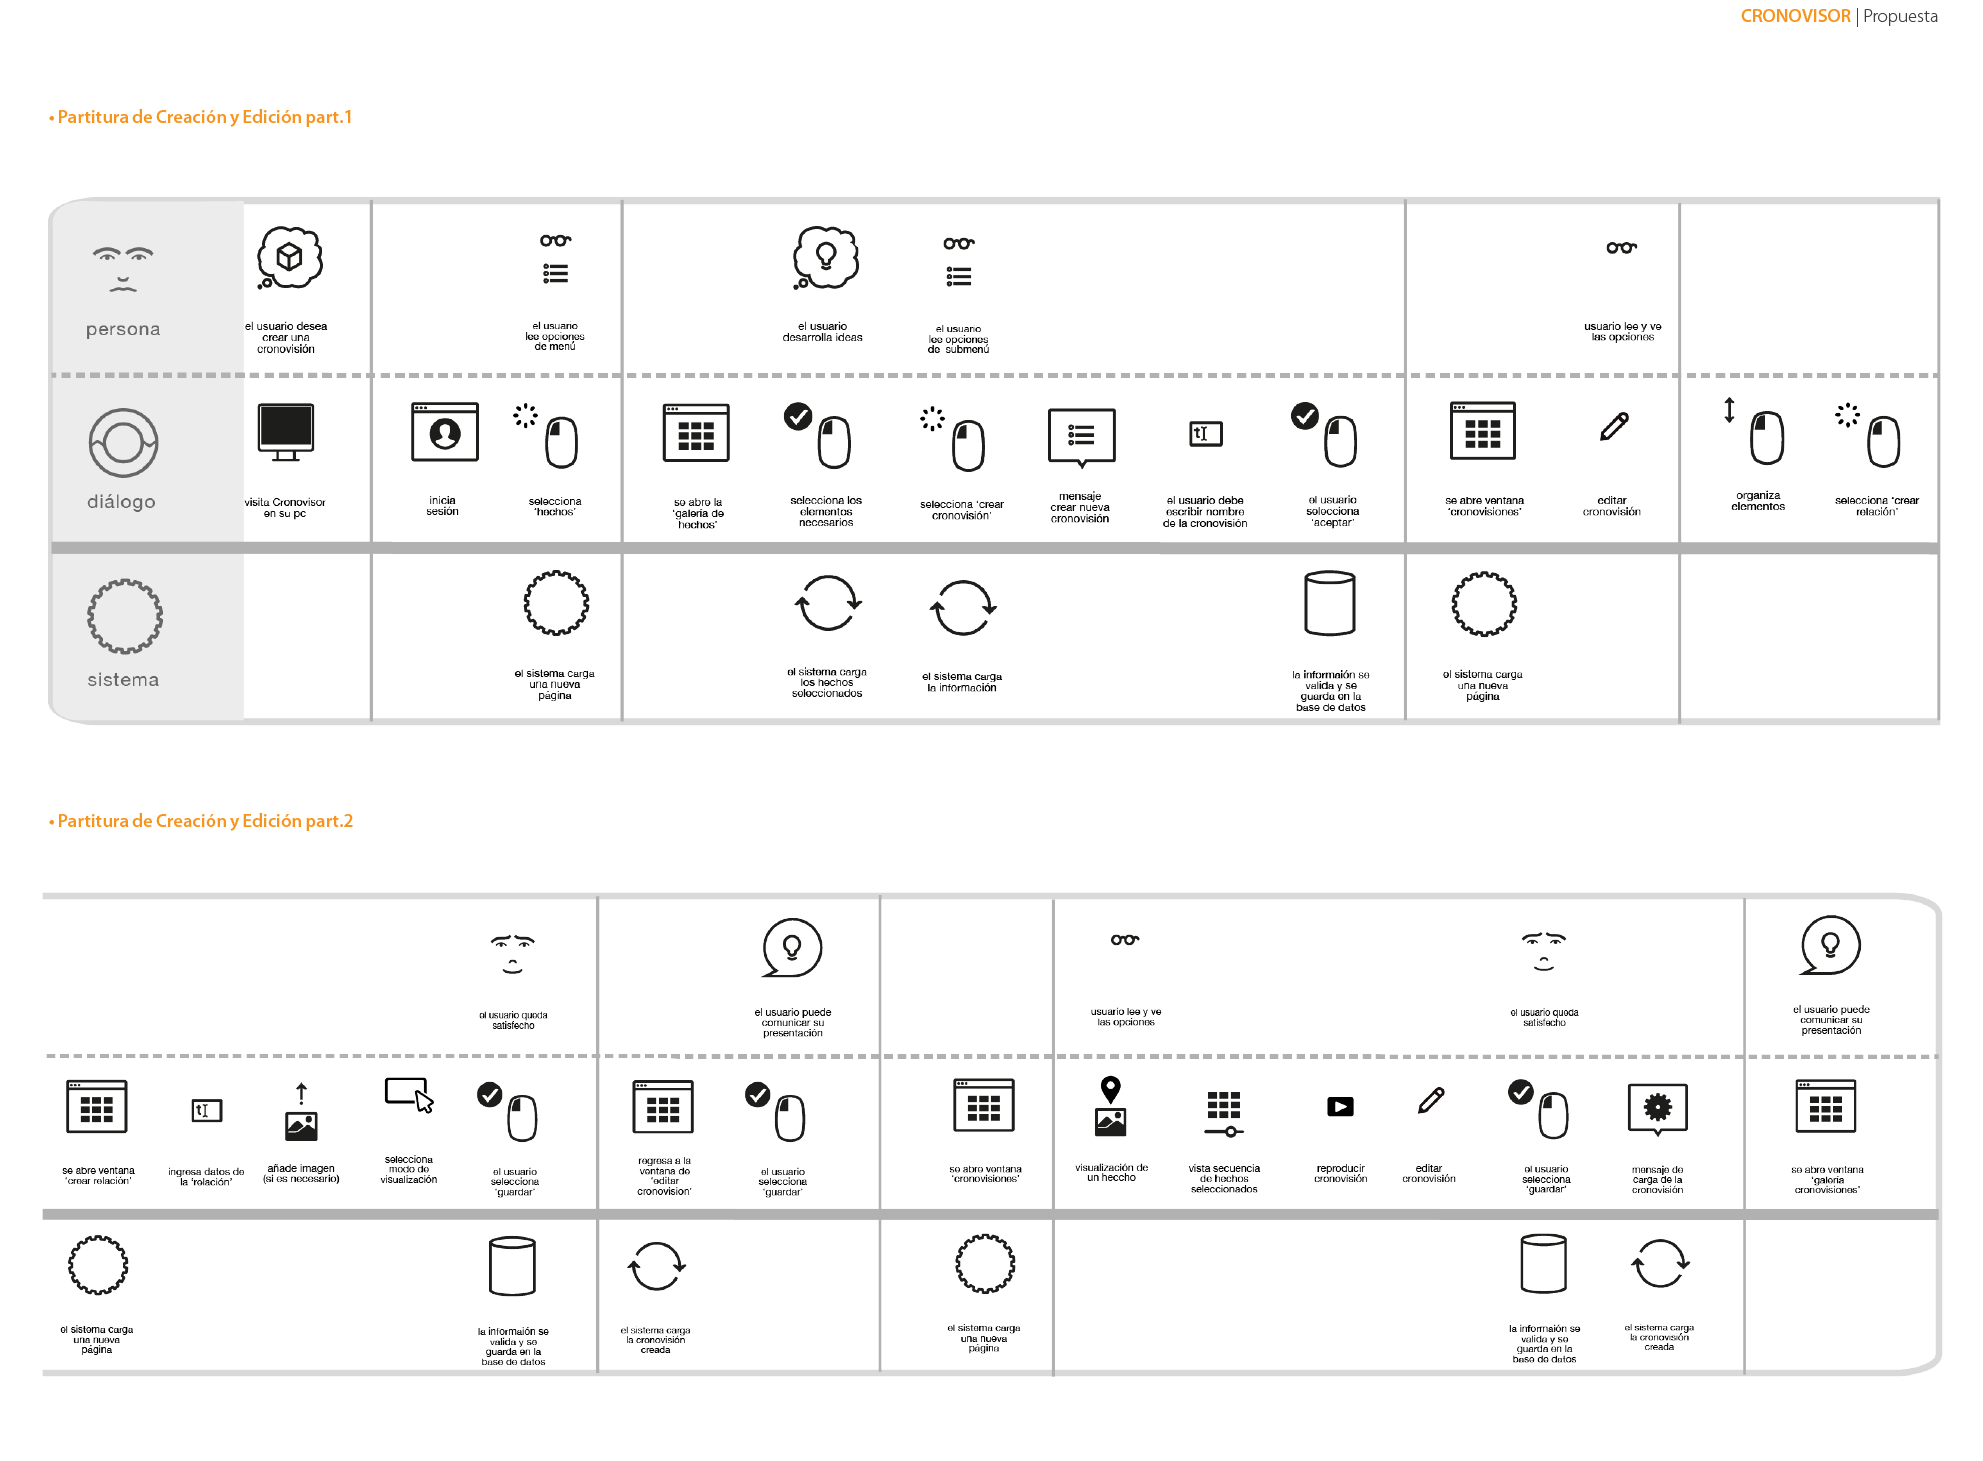 CRONOVISOR | Propuesta
• Partitura de Creación y Edición part.1
persona
el usuario desea
crear una
cronovisión
el usuario
lee opciones
de menú
el usuario
desarrolla ideas
el usuario
lee opciones
de submenú
usuario lee y ve
las opciones
diálogo
visita Cronovisor
en su pc
inicia
sesión
selecciona
'hechos'
se abre la
'galería de
hechos'
selecciona los
elementos
necesarios
selecciona 'crear
cronovisión'
mensaje
crear nueva
cronovisión
tI
el usuario debe
escribir nombre
de la cronovisión
el usuario
selecciona
'aceptar'
se abre ventana
'cronovisiones'
editar
cronovisión
organiza
elementos
selecciona 'crear
relación'
sistema
el sistema carga
una nueva
página
el sistema carga
los hechos
seleccionados
el sistema carga
la información
la informaión se
valida y se
guarda en la
base de datos
el sistema carga
una nueva
página
• Partitura de Creación y Edición part.2
el usuario queda
satisfecho
el usuario puede
comunicar su
presentación
usuario lee y ve
las opciones
el usuario queda
satisfecho
el usuario puede
comunicar su
presentación
se abre ventana
'crear relación'
tI
ingresa datos de
la 'relación'
añade imagen
(si es necesario)
selecciona
modo de
visualización
el usuario
selecciona
'guardar'
regresa a la
ventana de
'editar
cronovision'
el usuario
selecciona
'guardar'
se abre ventana
'cronovisiones'
visualización de
un heccho
vista secuencia
de hechos
seleccionados
reproducir
cronovisión
editar
cronovisión
el usuario
selecciona
'guardar'
mensaje de
carga de la
cronovisión
se abre ventana
'galería
cronovisiones'
el sistema carga
una nueva
página
la informaión se
valida y se
guarda en la
base de datos
el sistema carga
la cronovisión
creada
el sistema carga
una nueva
página
la informaión se
valida y se
guarda en la
base de datos
el sistema carga
la cronovisión
creada